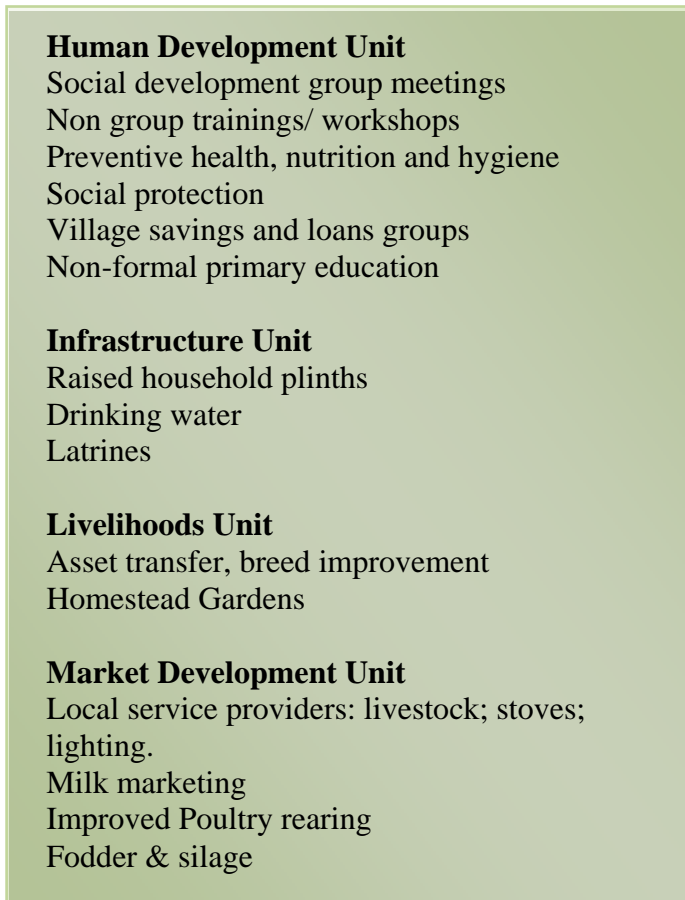 Human Development Unit
Social development group meetings
Non group trainings/ workshops
Preventive health, nutrition and hygiene
Social protection
Village savings and loans groups
Non-formal primary education
Infrastructure Unit
Raised household plinths
Drinking water
Latrines
Livelihoods Unit
Asset transfer, breed improvement
Homestead Gardens
Market Development Unit
Local service providers: livestock; stoves;
lighting.
Milk marketing
Improved Poultry rearing
Fodder & silage